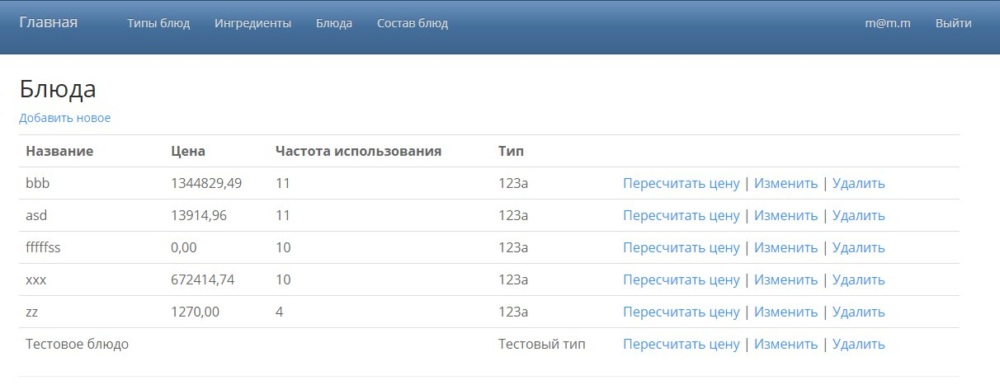 Главная Типы блюд Ингредиенты Блюда Состав блюд m@m.m Выйти
Блюда
Добавить новое
Название Цена Частота использования Тип
bbb 1344829,49 11 123a Пересчитать цену | Изменить | Удалить
asd 13914,96 11 123a Пересчитать цену | Изменить | Удалить
fffffss 0,00 10 123a Пересчитать цену | Изменить | Удалить
xxx 672414,74 10 123a Пересчитать цену | Изменить | Удалить
zz 1270,00 4 123a Пересчитать цену | Изменить | Удалить
Тестовое блюдо Тестовый тип Пересчитать цену | Изменить | Удалить